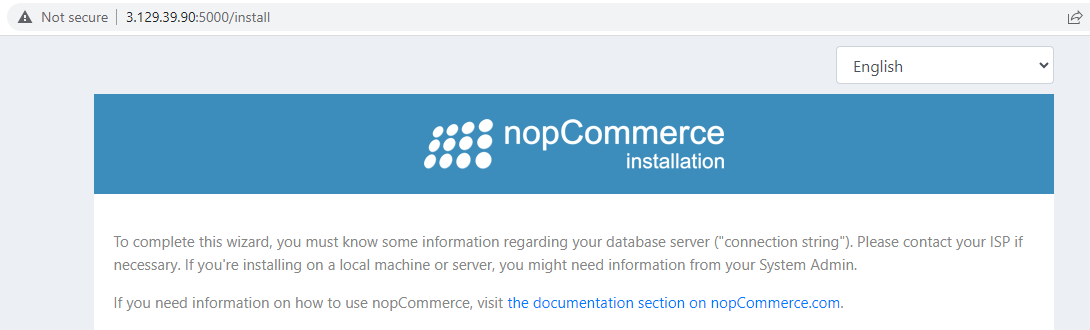 Not secure | 3.129.39.90:5000/install
English
nopCommerce
installation
To complete this wizard, you must know some information regarding your database server ("connection string"). Please contact your ISP if
necessary. If you're installing on a local machine or server, you might need information from your System Admin.
If you need information on how to use nopCommerce, visit the documentation section on nopCommerce.com.